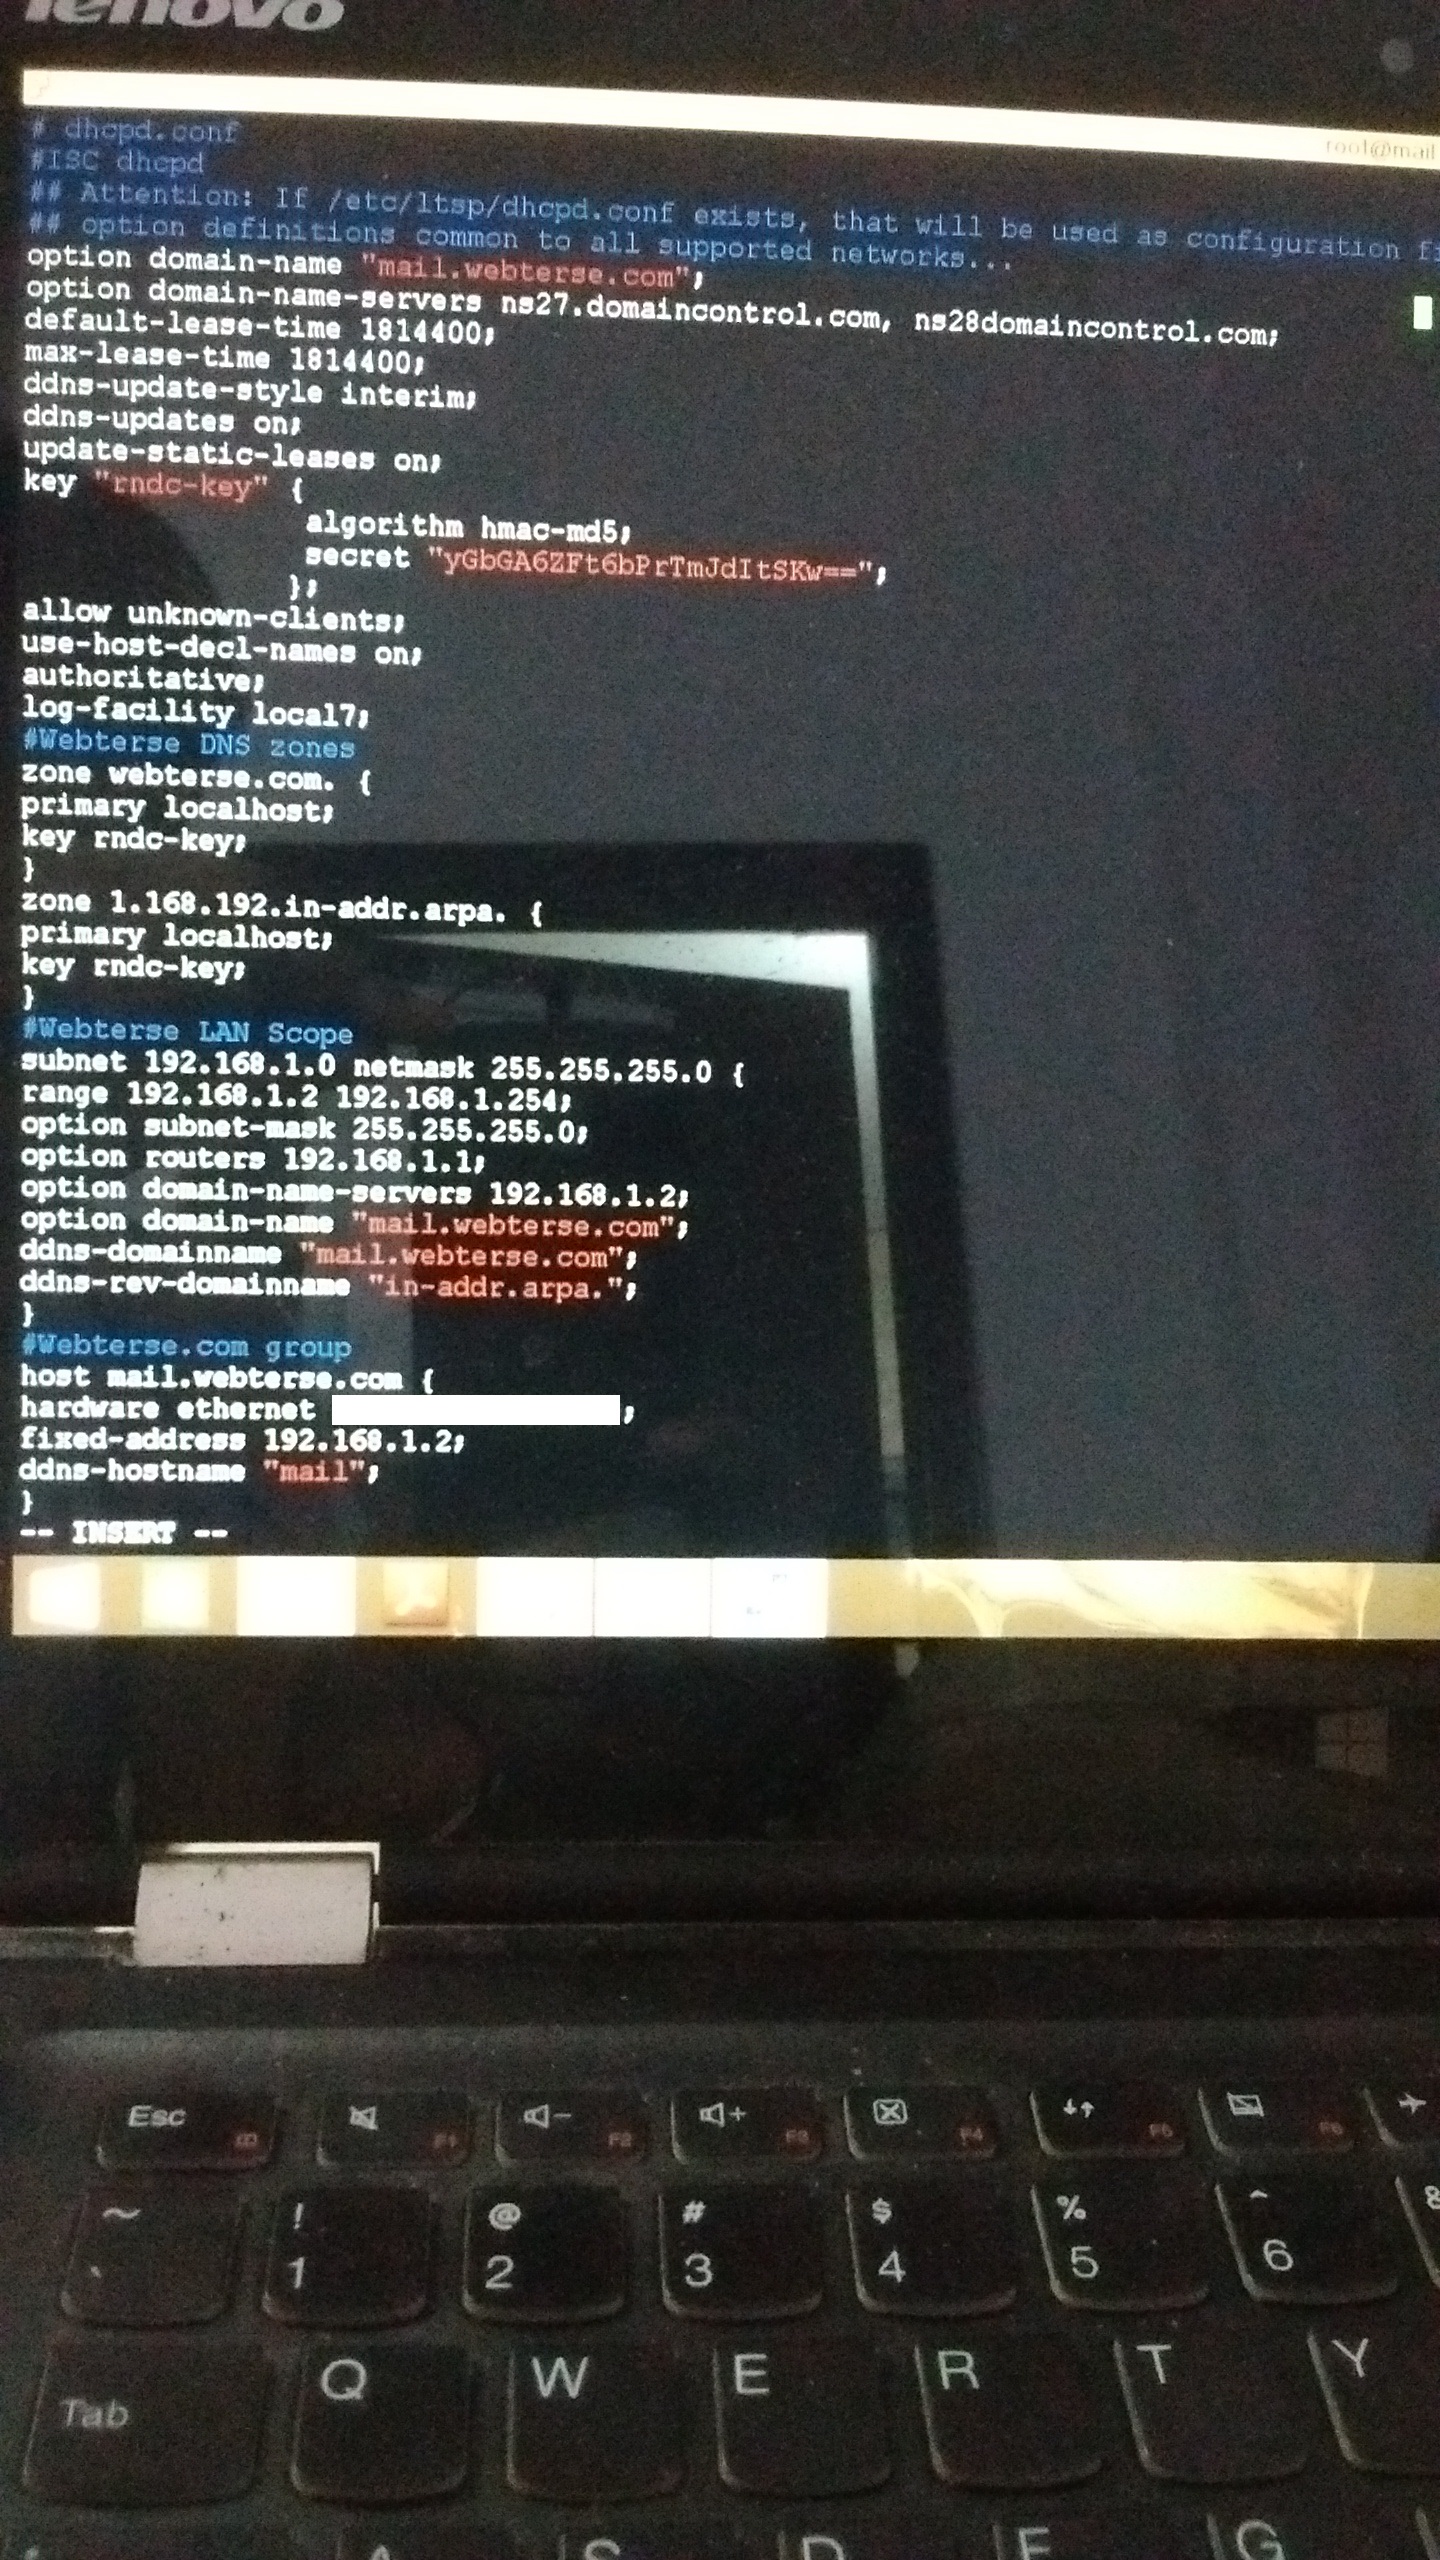 lenovo
root@mail
# dhcpd.conf
#ISC dhcpd
## Attention: If /etc/ltsp/dhcpd.conf exists, that will be used as configuration fi
## option definitions common to all supported networks...
option domain-name "mail.webterse.com";
option domain-name-servers ns27.domaincontrol.com, ns28domaincontrol.com;
default-lease-time 1814400;
max-lease-time 1814400;
ddns-update-style interim;
ddns-updates on;
update-static-leases on;
key "rndc-key" {
algorithm hmac-md5;
secret "yGbGA6ZFt6bPrTmJdItSKw==";
};
allow unknown-clients;
use-host-decl-names on;
authoritative;
log-facility local7;
#Webterse DNS zones
zone webterse.com. {
primary localhost;
key rndc-key;
}
zone 1.168.192.in-addr.arpa. {
primary localhost;
key rndc-key;
}
#Webterse LAN Scope
subnet 192.168.1.0 netmask 255.255.255.0 {
range 192.168.1.2 192.168.1.254;
option subnet-mask 255.255.255.0;
option routers 192.168.1.1;
option domain-name-servers 192.168.1.2;
option domain-name "mail.webterse.com";
ddns-domainname "mail.webterse.com";
ddns-rev-domainname "in-addr.arpa.";
}
#Webterse.com group
host mail.webterse.com {
hardware ethernet ;
fixed-address 192.168.1.2;
ddns-hostname "mail";
}
-- INSERT --
Esc F1 F2 F3 F4 F5 F6
~ ! @ # $ % ^ &
` 1 2 3 4 5 6
Tab Q W E R T Y
A S D F G